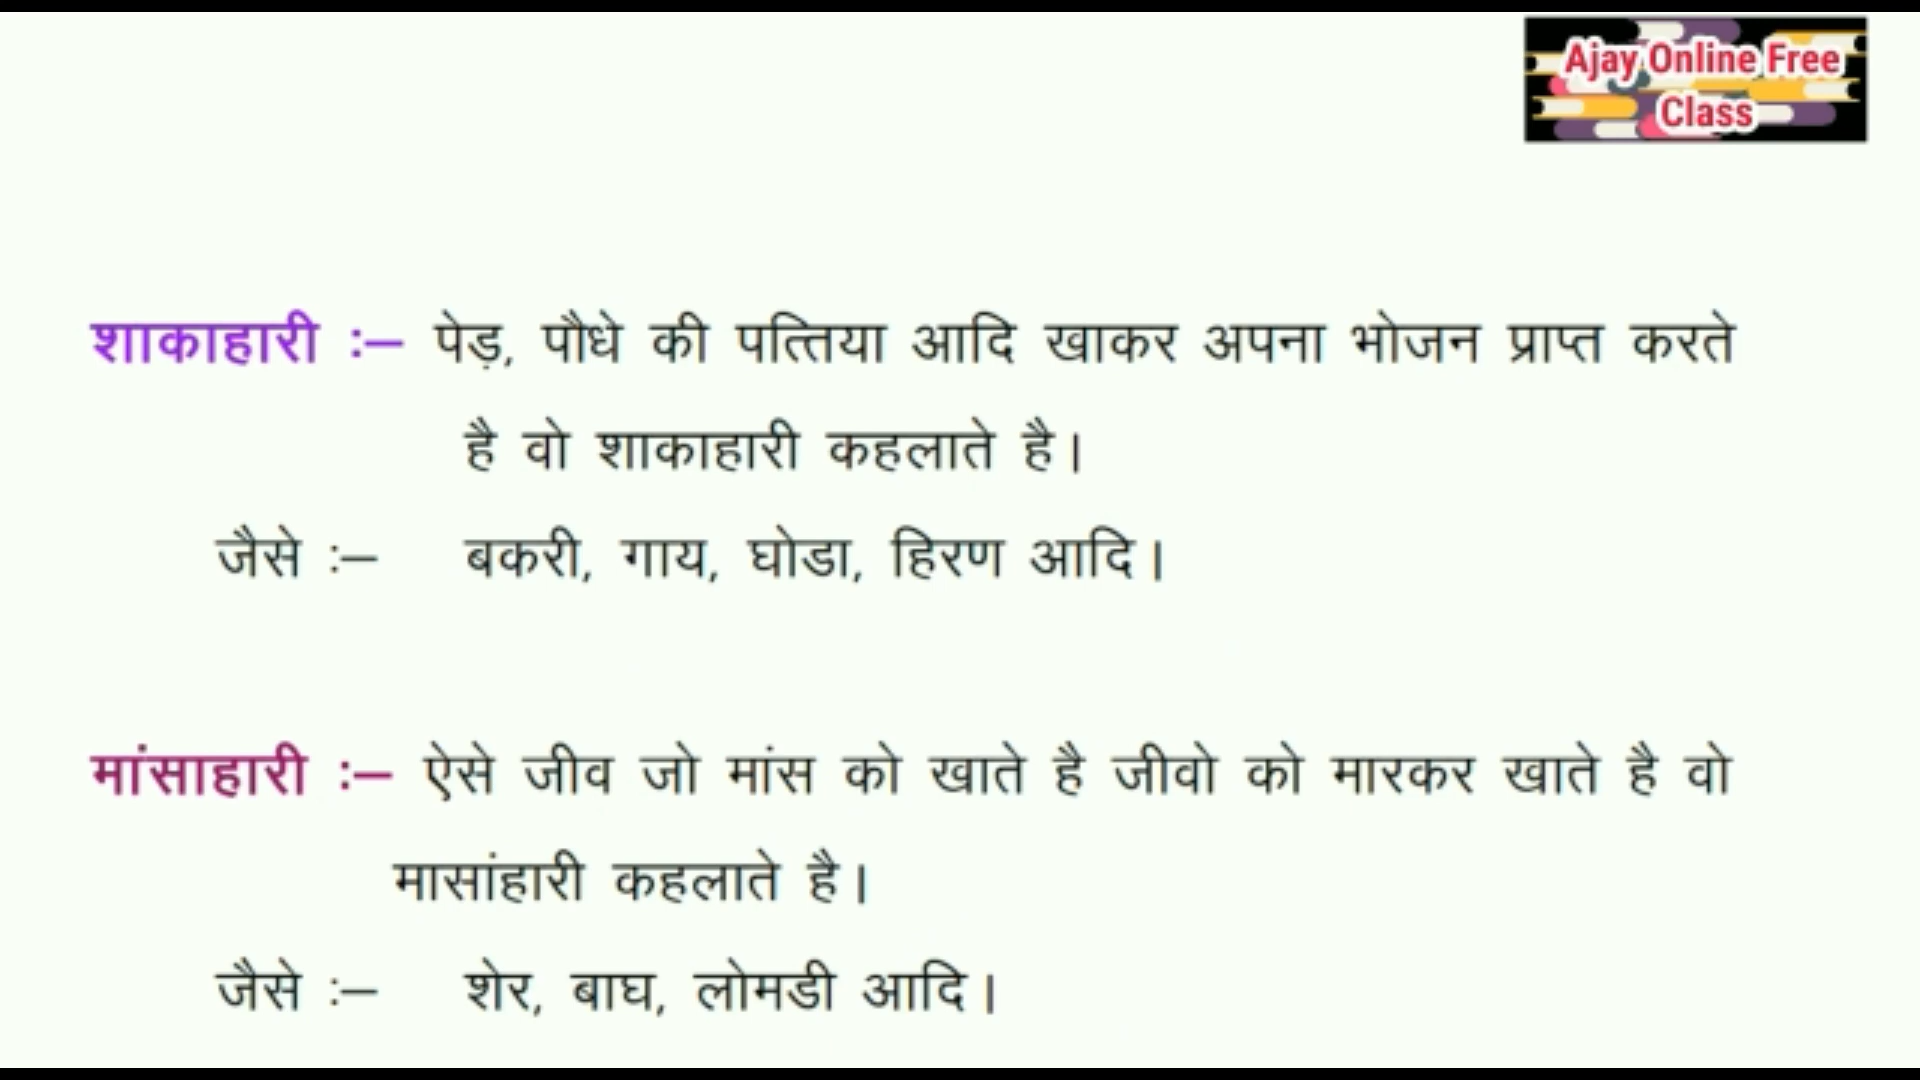 Ajay Online Free
Class
शाकाहारी :– पेड़, पौधे की पत्तिया आदि खाकर अपना भोजन प्राप्त करते
है वो शाकाहारी कहलाते है।
जैसे :– बकरी, गाय, घोडा, हिरण आदि।
मांसाहारी :– ऐसे जीव जो मांस को खाते है जीवो को मारकर खाते है वो
मासांहारी कहलाते है।
जैसे :– शेर, बाघ, लोमडी आदि।